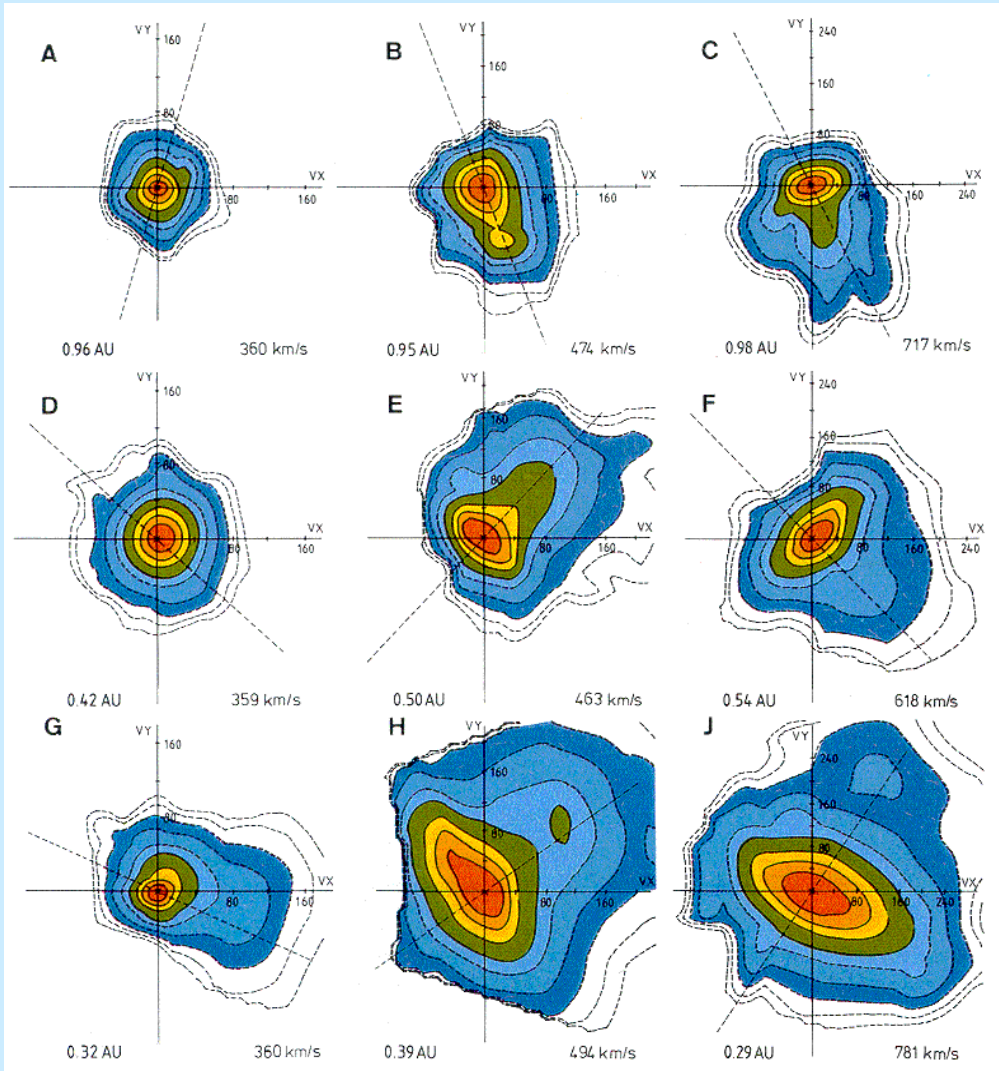 A
VY
160
80
VX
80
160
0.96 AU
360 km/s
B
VY
160
80
VX
80
160
0.95 AU
474 km/s
C
VY
240
160
80
VX
80
160
240
0.98 AU
717 km/s
D
VY
160
80
VX
80
160
0.42 AU
359 km/s
E
VY
160
80
VX
80
160
0.50 AU
463 km/s
F
VY
240
160
80
VX
80
160
240
0.54 AU
618 km/s
G
VY
160
80
VX
80
160
0.32 AU
360 km/s
H
VY
160
80
VX
80
160
0.39 AU
494 km/s
J
VY
240
160
80
VX
80
160
240
0.29 AU
781 km/s